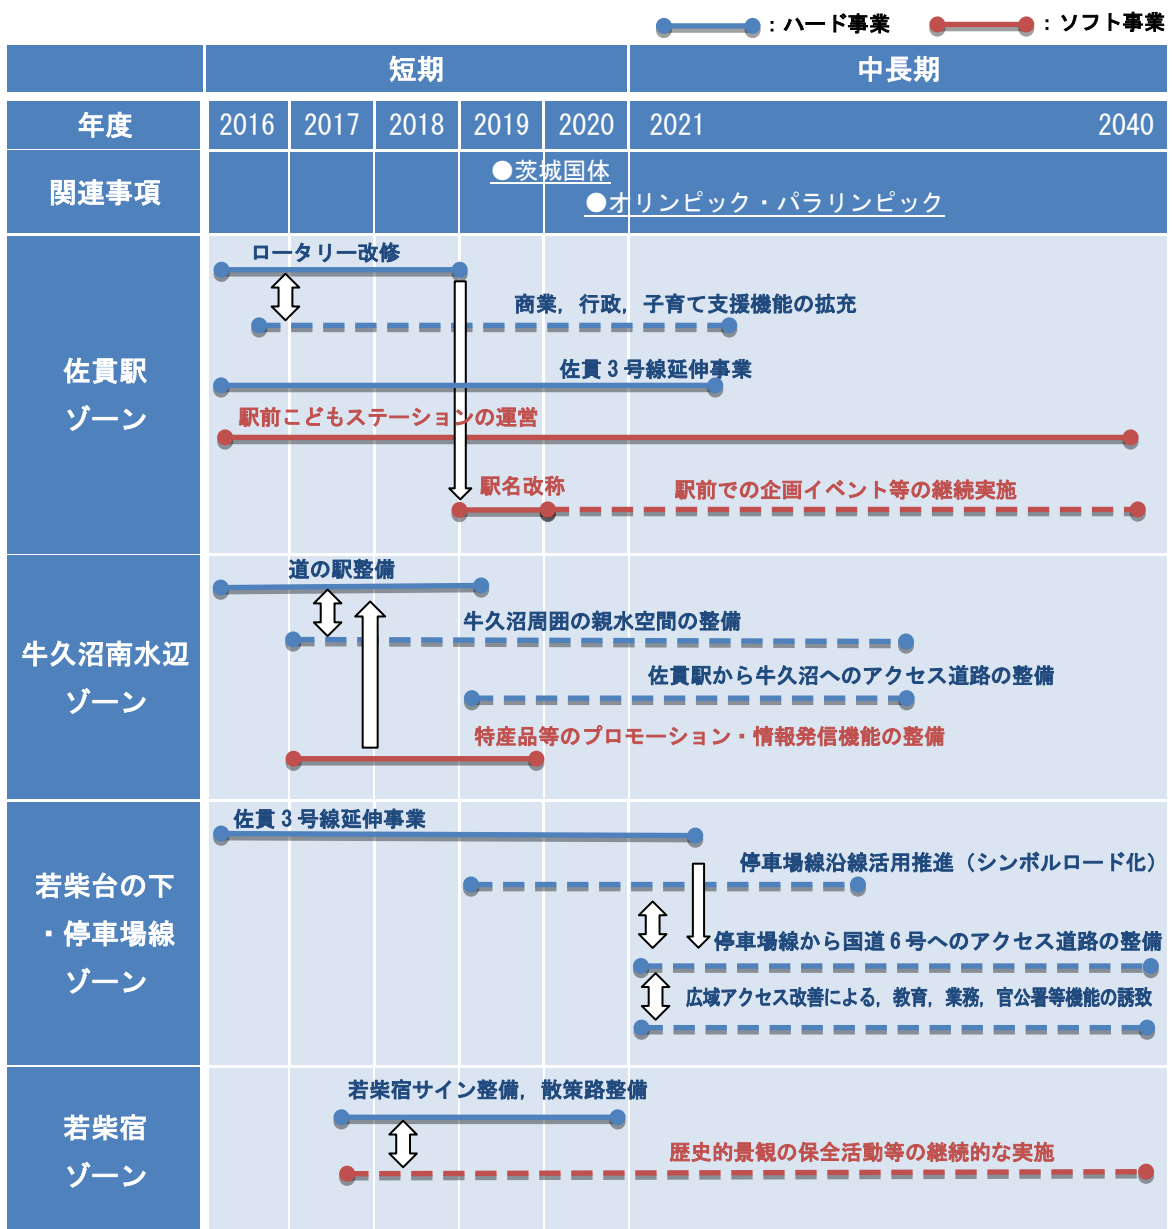 ：ハード事業　：ソフト事業
短期　中長期
年度　2016　2017　2018　2019　2020　2021　2040
関連事項
●茨城国体
●オリンピック・パラリンピック
佐貫駅
ゾーン
ロータリー改修
商業，行政，子育て支援機能の拡充
佐貫３号線延伸事業
駅前こどもステーションの運営
駅名改称　駅前での企画イベント等の継続実施
牛久沼南水辺
ゾーン
道の駅整備
牛久沼周囲の親水空間の整備
佐貫駅から牛久沼へのアクセス道路の整備
特産品等のプロモーション・情報発信機能の整備
若柴台の下
・停車場線
ゾーン
佐貫３号線延伸事業
停車場線沿線活用推進（シンボルロード化）
停車場線から国道６号へのアクセス道路の整備
広域アクセス改善による，教育，業務，官公署等機能の誘致
若柴宿
ゾーン
若柴宿サイン整備，散策路整備
歴史的景観の保全活動等の継続的な実施